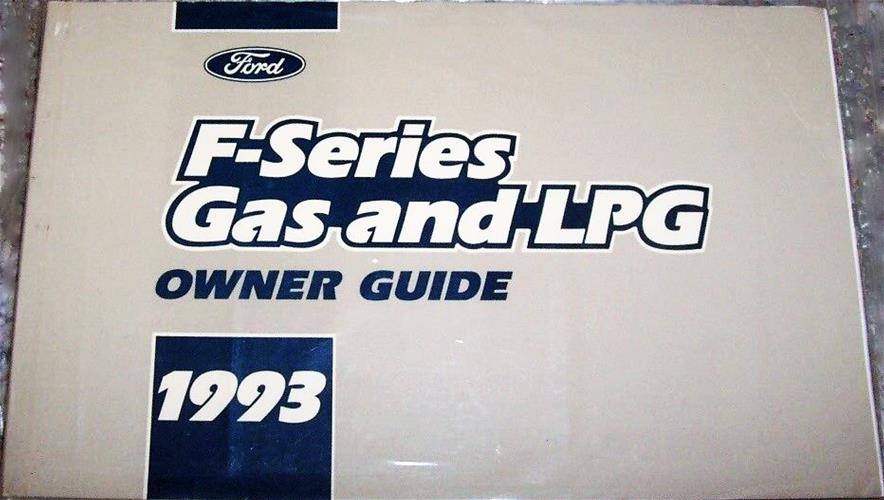 Ford
F-Series
Gas and LPG
OWNER GUIDE
1993